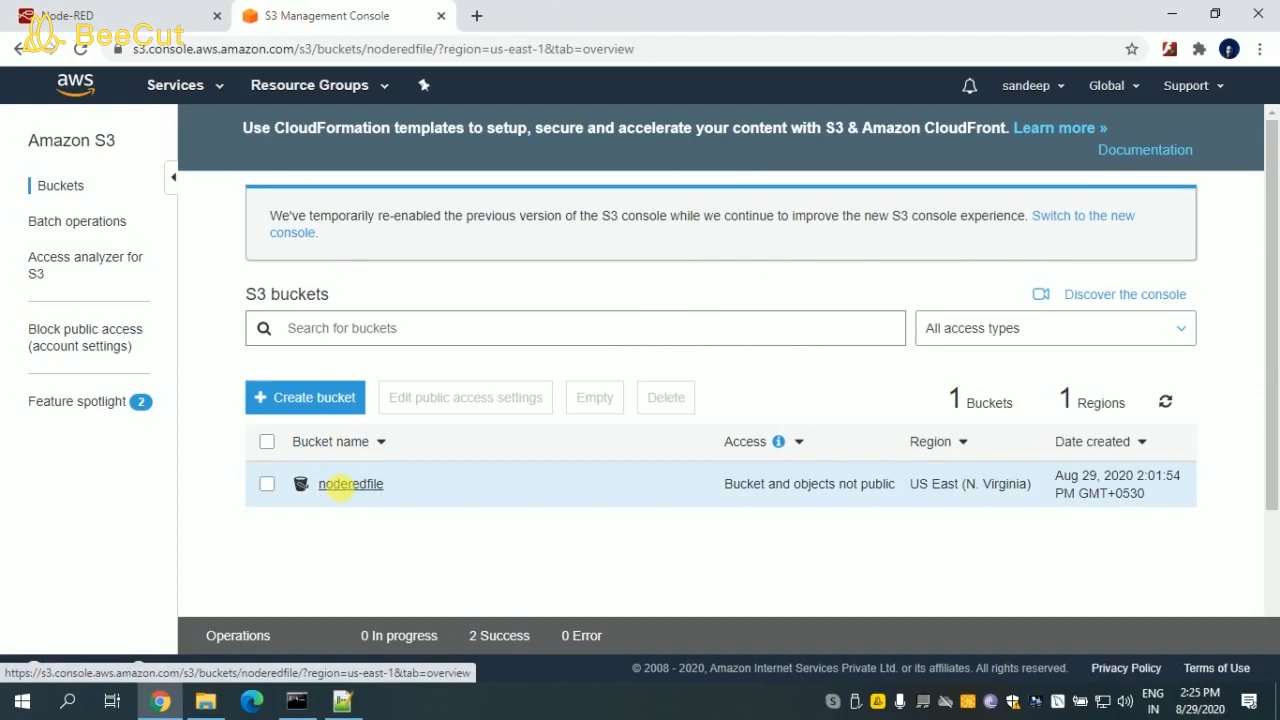 Node-RED
S3 Management Console
BeeCut
s3.console.aws.amazon.com/s3/buckets/noderedfile/?region=us-east-1&tab=overview
aws
Services
Resource Groups
sandeep
Global
Support
Amazon S3
Buckets
Batch operations
Access analyzer for
S3
Block public access
(account settings)
Feature spotlight 2
Use CloudFormation templates to setup, secure and accelerate your content with S3 & Amazon CloudFront. Learn more »
Documentation
We've temporarily re-enabled the previous version of the S3 console while we continue to improve the new S3 console experience. Switch to the new
console.
S3 buckets
Discover the console
Search for buckets
All access types
+ Create bucket
Edit public access settings
Empty
Delete
1 Buckets
1 Regions
Bucket name
Access
Region
Date created
noderedfile
Bucket and objects not public
US East (N. Virginia)
Aug 29, 2020 2:01:54
PM GMT+0530
Operations
0 In progress
2 Success
0 Error
https://s3.console.aws.amazon.com/s3/buckets/noderedfile/?region=us-east-1&tab=overview
© 2008 - 2020, Amazon Internet Services Private Ltd. or its affiliates. All rights reserved.
Privacy Policy
Terms of Use
ENG
IN
2:25 PM
8/29/2020